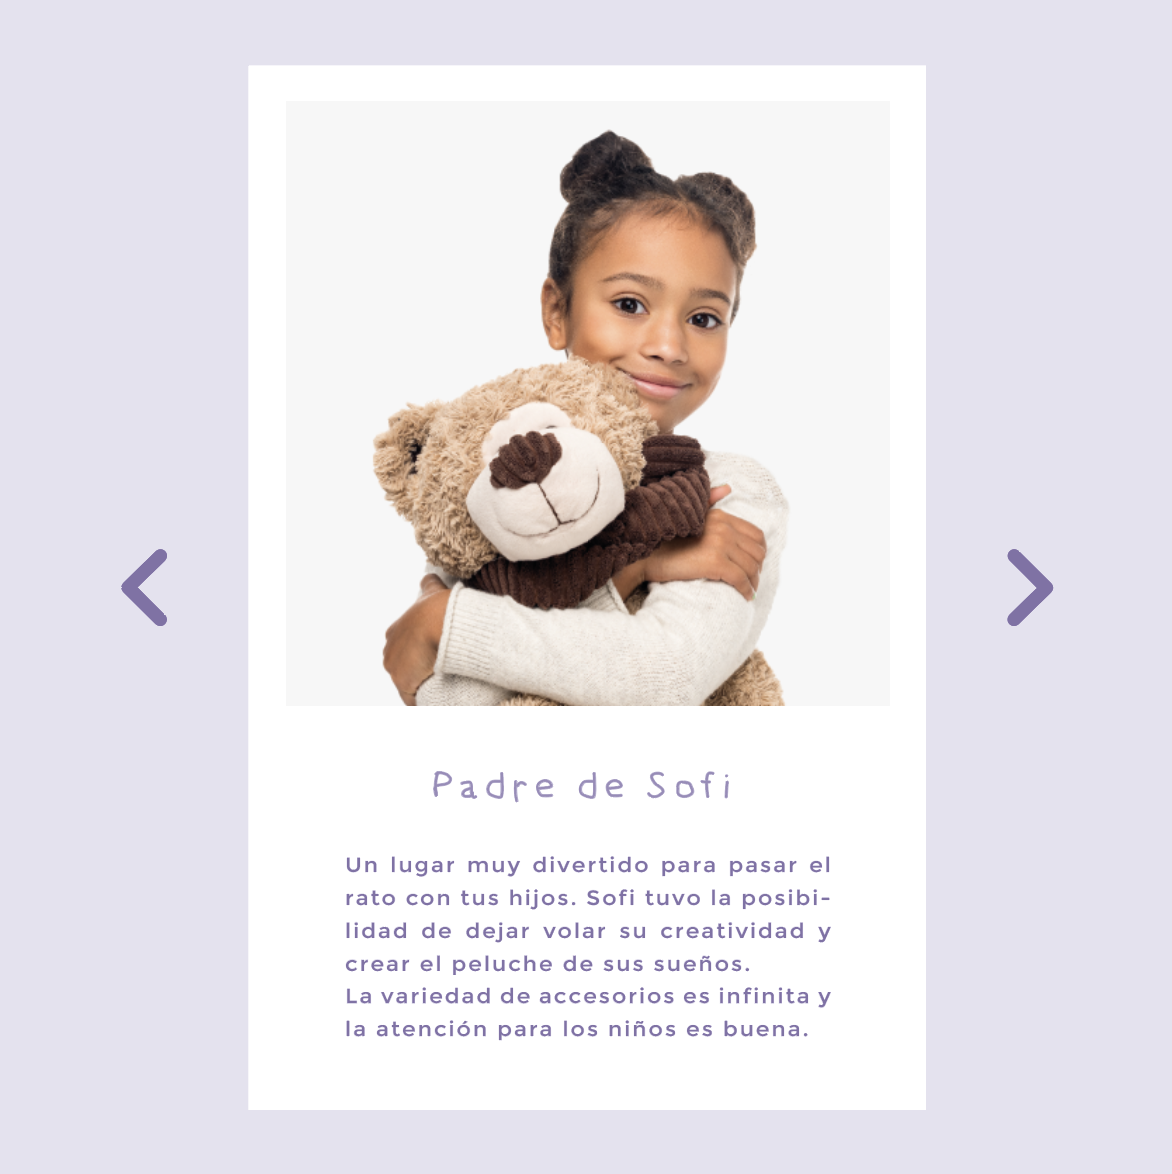 Padre de Sofi
Un lugar muy divertido para pasar el
rato con tus hijos. Sofi tuvo la posibi-
lidad de dejar volar su creatividad y
crear el peluche de sus sueños.
La variedad de accesorios es infinita y
la atención para los niños es buena.